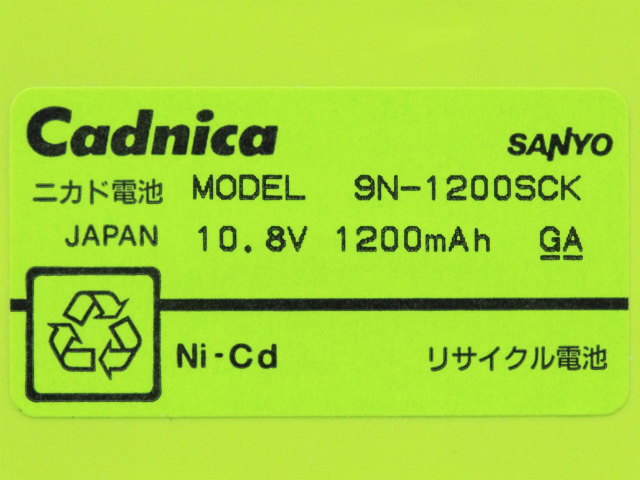 Cadnica SANYO
ニカド電池 MODEL 9N-1200SCK
JAPAN 10.8V 1200mAh GA
Ni-Cd リサイクル電池